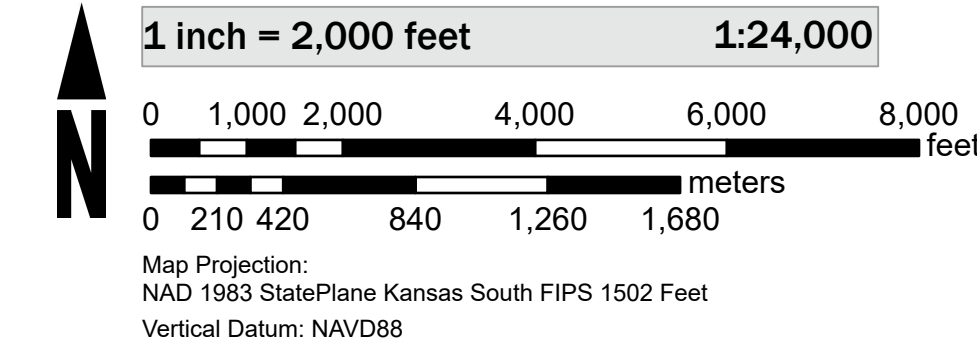 1 inch = 2,000 feet 1:24,000
0 1,000 2,000 4,000 6,000 8,000
feet
meters
0 210 420 840 1,260 1,680
N
Map Projection:
NAD 1983 StatePlane Kansas South FIPS 1502 Feet
Vertical Datum: NAVD88